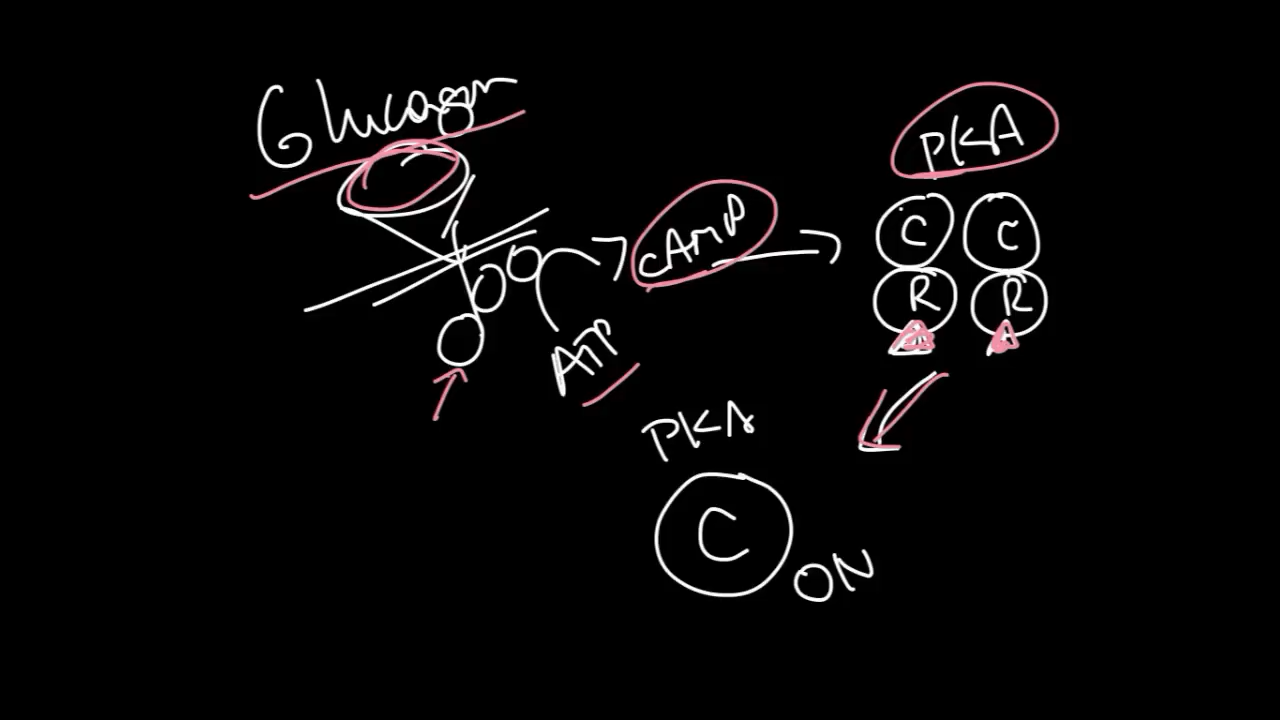 Glucagon
PKA
cAMP
C C
R R
ATP
PKA
C
ON